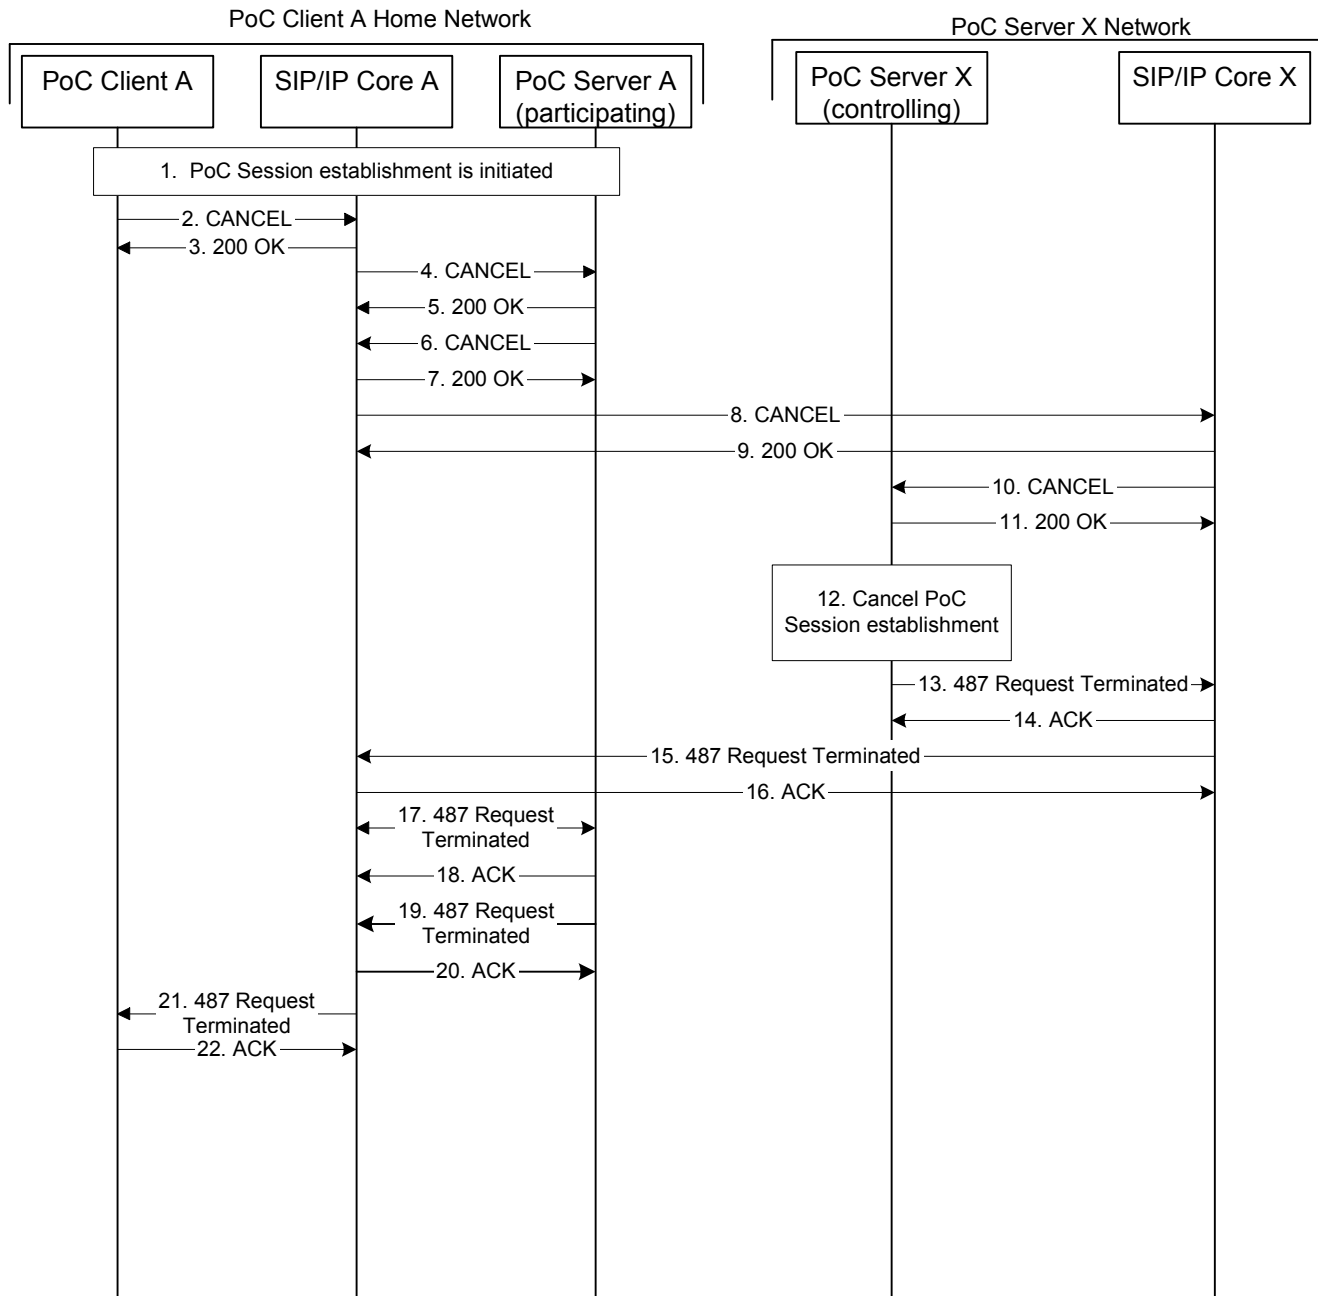 PoC Client A Home Network
PoC Server X Network
PoC Client A
SIP/IP Core A
PoC Server A
(participating)
PoC Server X
(controlling)
SIP/IP Core X
1. PoC Session establishment is initiated
2. CANCEL
3. 200 OK
4. CANCEL
5. 200 OK
6. CANCEL
7. 200 OK
8. CANCEL
9. 200 OK
10. CANCEL
11. 200 OK
12. Cancel PoC
Session establishment
13. 487 Request Terminated
14. ACK
15. 487 Request Terminated
16. ACK
17. 487 Request
Terminated
18. ACK
19. 487 Request
Terminated
20. ACK
21. 487 Request
Terminated
22. ACK